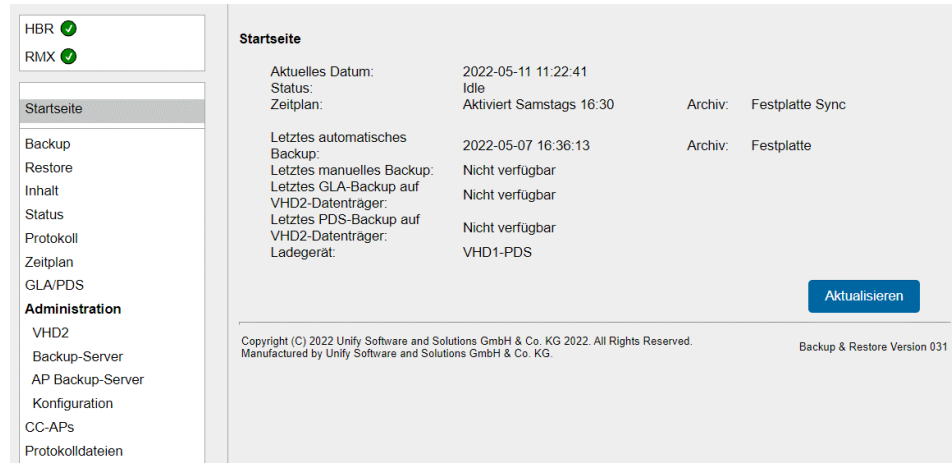 HBR
RMX
Startseite
Backup
Restore
Inhalt
Status
Protokoll
Zeitplan
GLA/PDS
Administration
VHD2
Backup-Server
AP Backup-Server
Konfiguration
CC-APs
Protokolldateien
Startseite
Aktuelles Datum: 2022-05-11 11:22:41
Status: Idle
Zeitplan: Aktiviert Samstags 16:30 Archiv: Festplatte Sync
Letztes automatisches
Backup: 2022-05-07 16:36:13 Archiv: Festplatte
Letztes manuelles Backup: Nicht verfügbar
Letztes GLA-Backup auf
VHD2-Datenträger: Nicht verfügbar
Letztes PDS-Backup auf
VHD2-Datenträger: Nicht verfügbar
Ladegerät: VHD1-PDS
Aktualisieren
Copyright (C) 2022 Unify Software and Solutions GmbH & Co. KG 2022. All Rights Reserved.
Manufactured by Unify Software and Solutions GmbH & Co. KG.
Backup & Restore Version 031